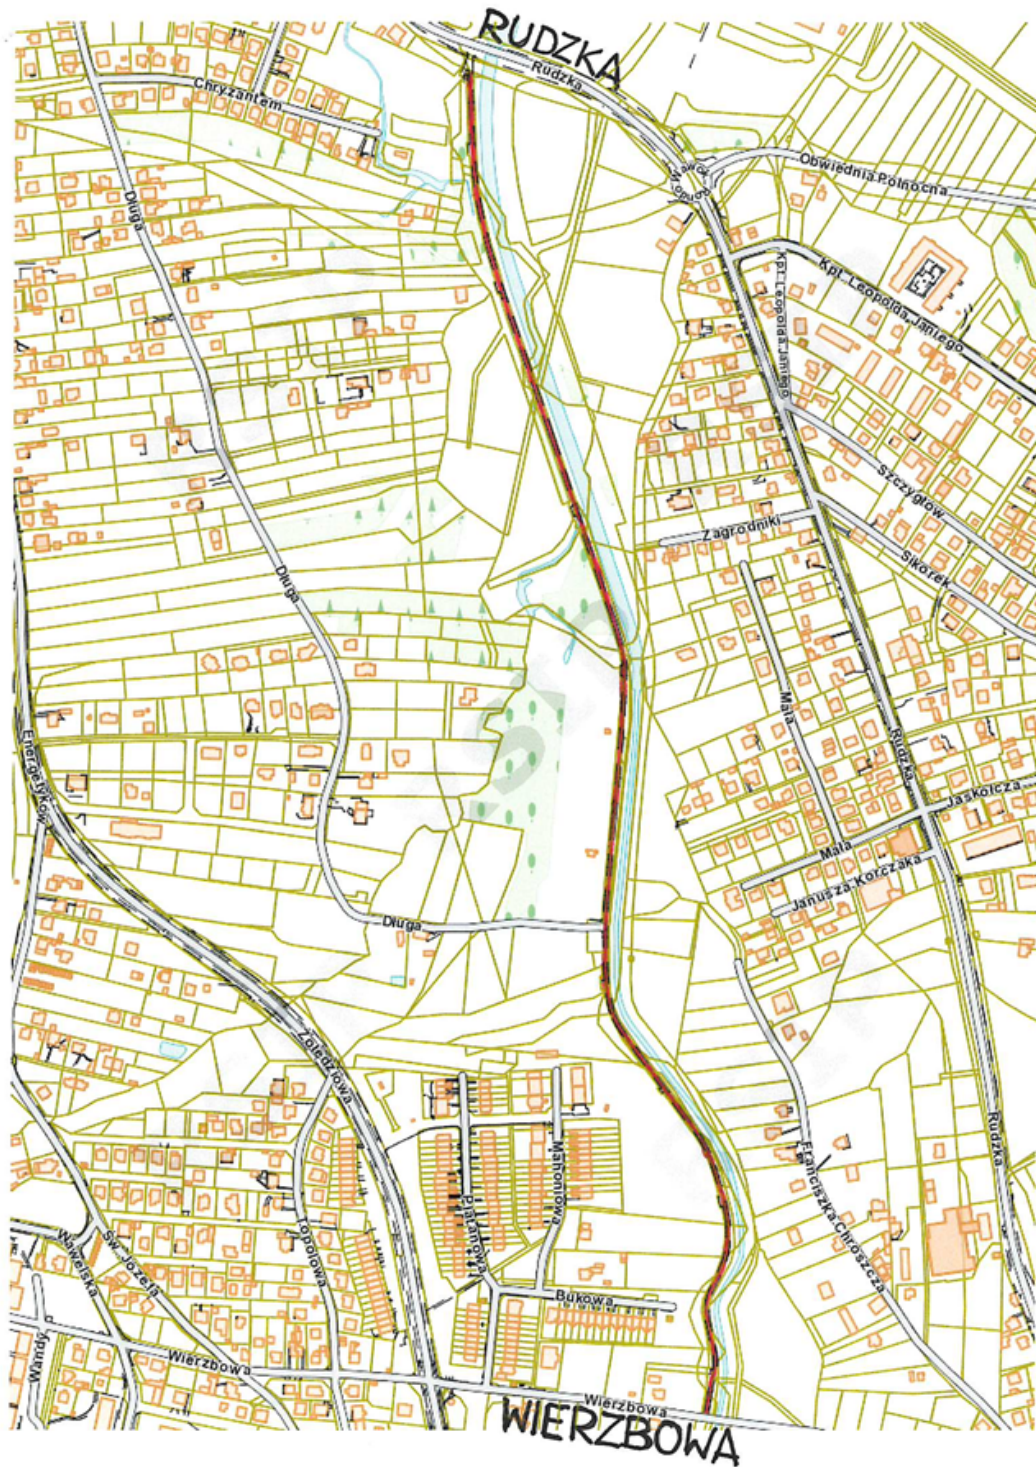 RUDZKA
Rudzka
Chryzantem
Obwiednia Północna
Długa
Kpt. Leopolda Janiego
Kpt. Leopolda Janiego
Szczygłów
Zagrodniki
Sikorek
Długa
Mała
Energetyków
Rudzka
Jaskółcza
Mała
Janusza Korczaka
Długa
Żołędziowa
Rudzka
Mahoniowa
Franciszka Chroszcza
Platanowa
Topolowa
Św. Józefa
Wawelska
Bukowa
Wandy
Wierzbowa
Wierzbowa
WIERZBOWA